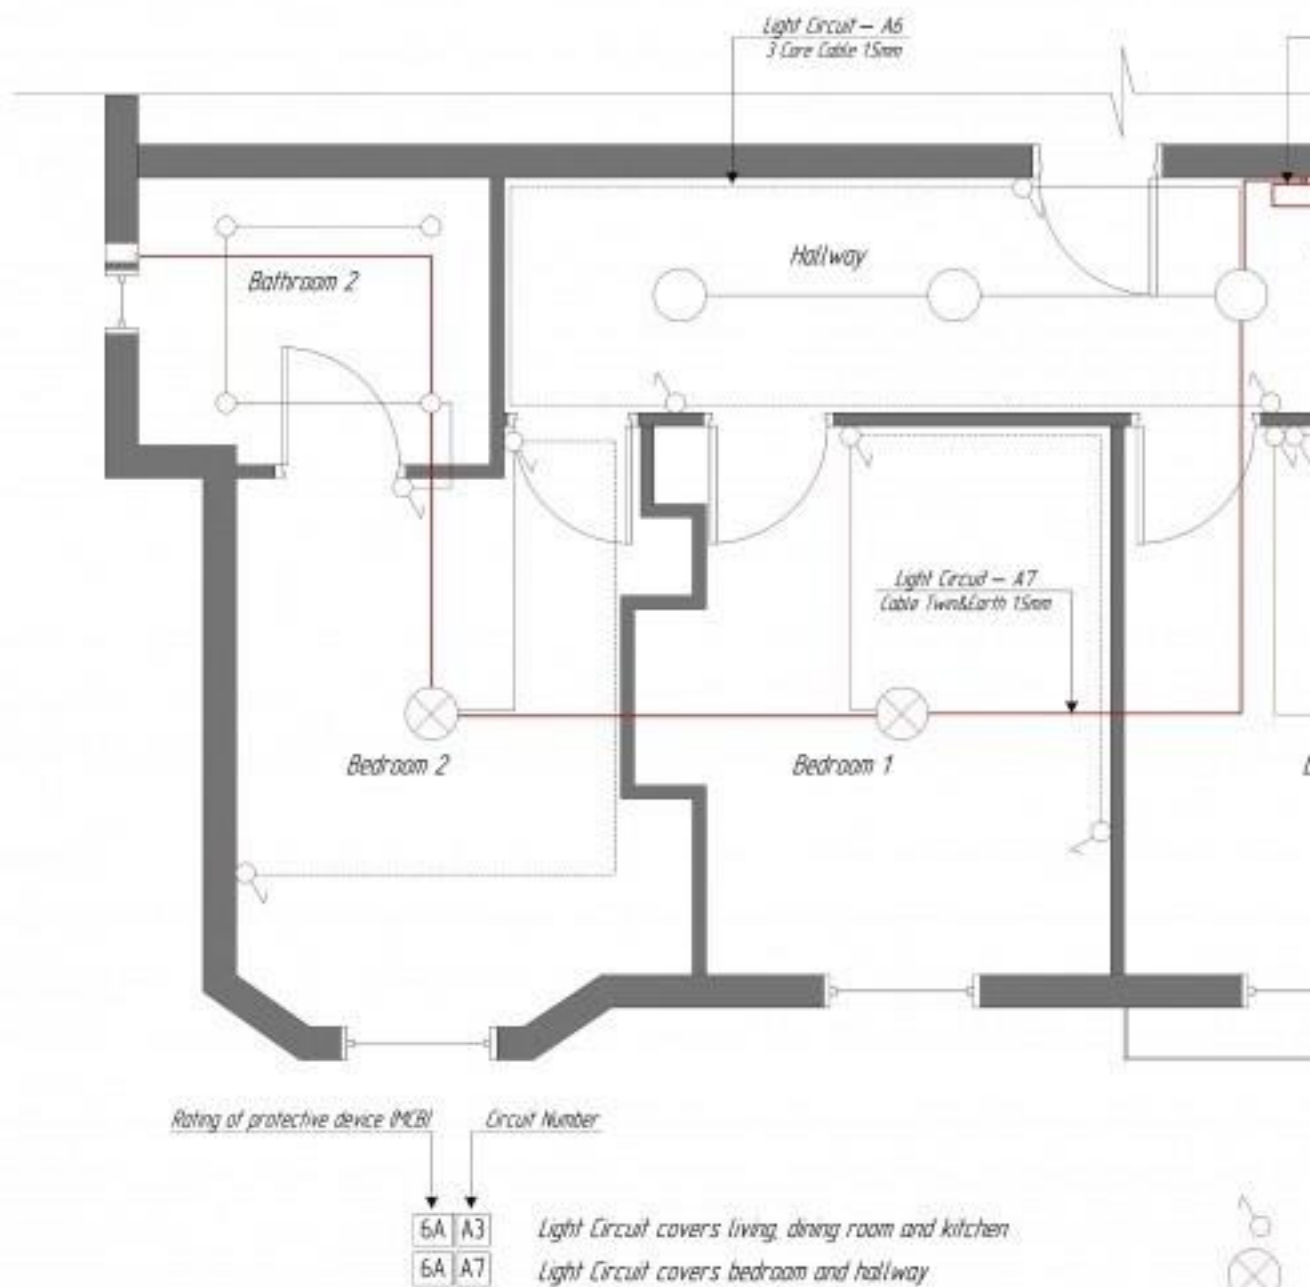 Light Circuit – A6
3 Core Cable 1.5mm
Hallway
Bathroom 2
Light Circuit – A7
Cable Twin&Earth 1.5mm
Bedroom 2
Bedroom 1
Rating of protective device (MCB)
Circuit Number
6A A3 Light Circuit covers living, dining room and kitchen
6A A7 Light Circuit covers bedroom and hallway